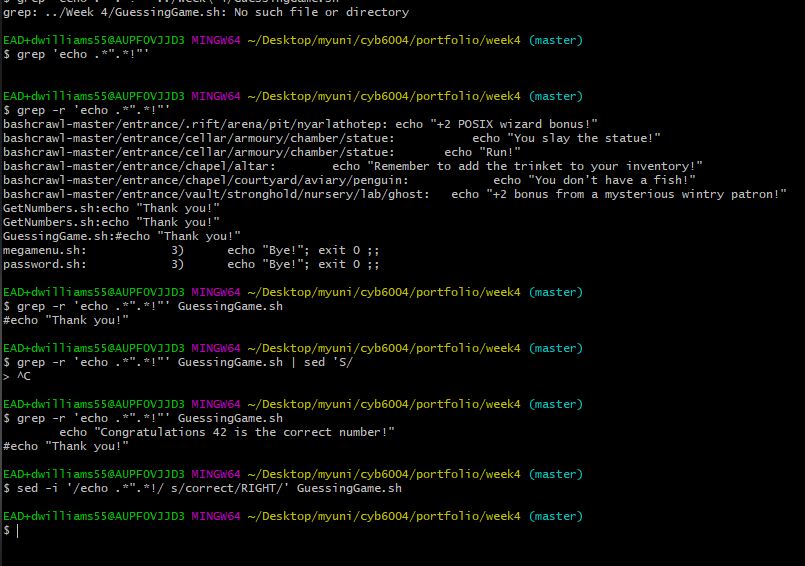 grep: ../Week 4/GuessingGame.sh: No such file or directory
EAD+dwilliams55@AUPFOVJJD3 MINGW64 ~/Desktop/myuni/cyb6004/portfolio/week4 (master)
$ grep 'echo .*".*!"'
EAD+dwilliams55@AUPFOVJJD3 MINGW64 ~/Desktop/myuni/cyb6004/portfolio/week4 (master)
$ grep -r 'echo .*".*!"'
bashcrawl-master/entrance/.rift/arena/pit/nyarlathotep: echo "+2 POSIX wizard bonus!"
bashcrawl-master/entrance/cellar/armoury/chamber/statue:           echo "You slay the statue!"
bashcrawl-master/entrance/cellar/armoury/chamber/statue:       echo "Run!"
bashcrawl-master/entrance/chapel/altar:        echo "Remember to add the trinket to your inventory!"
bashcrawl-master/entrance/chapel/courtyard/aviary/penguin:            echo "You don't have a fish!"
bashcrawl-master/entrance/vault/stronghold/nursery/lab/ghost:   echo "+2 bonus from a mysterious wintry patron!"
GetNumbers.sh:echo "Thank you!"
GetNumbers.sh:echo "Thank you!"
GuessingGame.sh:#echo "Thank you!"
megamenu.sh:            3)      echo "Bye!"; exit 0 ;;
password.sh:            3)      echo "Bye!"; exit 0 ;;
EAD+dwilliams55@AUPFOVJJD3 MINGW64 ~/Desktop/myuni/cyb6004/portfolio/week4 (master)
$ grep -r 'echo .*".*!"' GuessingGame.sh
#echo "Thank you!"
EAD+dwilliams55@AUPFOVJJD3 MINGW64 ~/Desktop/myuni/cyb6004/portfolio/week4 (master)
$ grep -r 'echo .*".*!"' GuessingGame.sh | sed 'S/
> ^C
EAD+dwilliams55@AUPFOVJJD3 MINGW64 ~/Desktop/myuni/cyb6004/portfolio/week4 (master)
$ grep -r 'echo .*".*!"' GuessingGame.sh
        echo "Congratulations 42 is the correct number!"
#echo "Thank you!"
EAD+dwilliams55@AUPFOVJJD3 MINGW64 ~/Desktop/myuni/cyb6004/portfolio/week4 (master)
$ sed -i '/echo .*".*!/ s/correct/RIGHT/' GuessingGame.sh
EAD+dwilliams55@AUPFOVJJD3 MINGW64 ~/Desktop/myuni/cyb6004/portfolio/week4 (master)
$